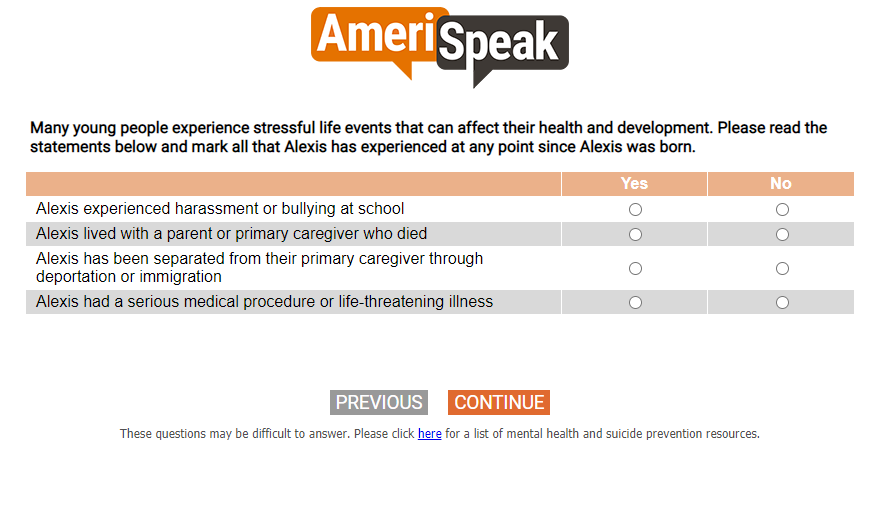 AmeriSpeak
Many young people experience stressful life events that can affect their health and development. Please read the
statements below and mark all that Alexis has experienced at any point since Alexis was born.
Yes No
Alexis experienced harassment or bullying at school
Alexis lived with a parent or primary caregiver who died
Alexis has been separated from their primary caregiver through
deportation or immigration
Alexis had a serious medical procedure or life-threatening illness
PREVIOUS CONTINUE
These questions may be difficult to answer. Please click here for a list of mental health and suicide prevention resources.